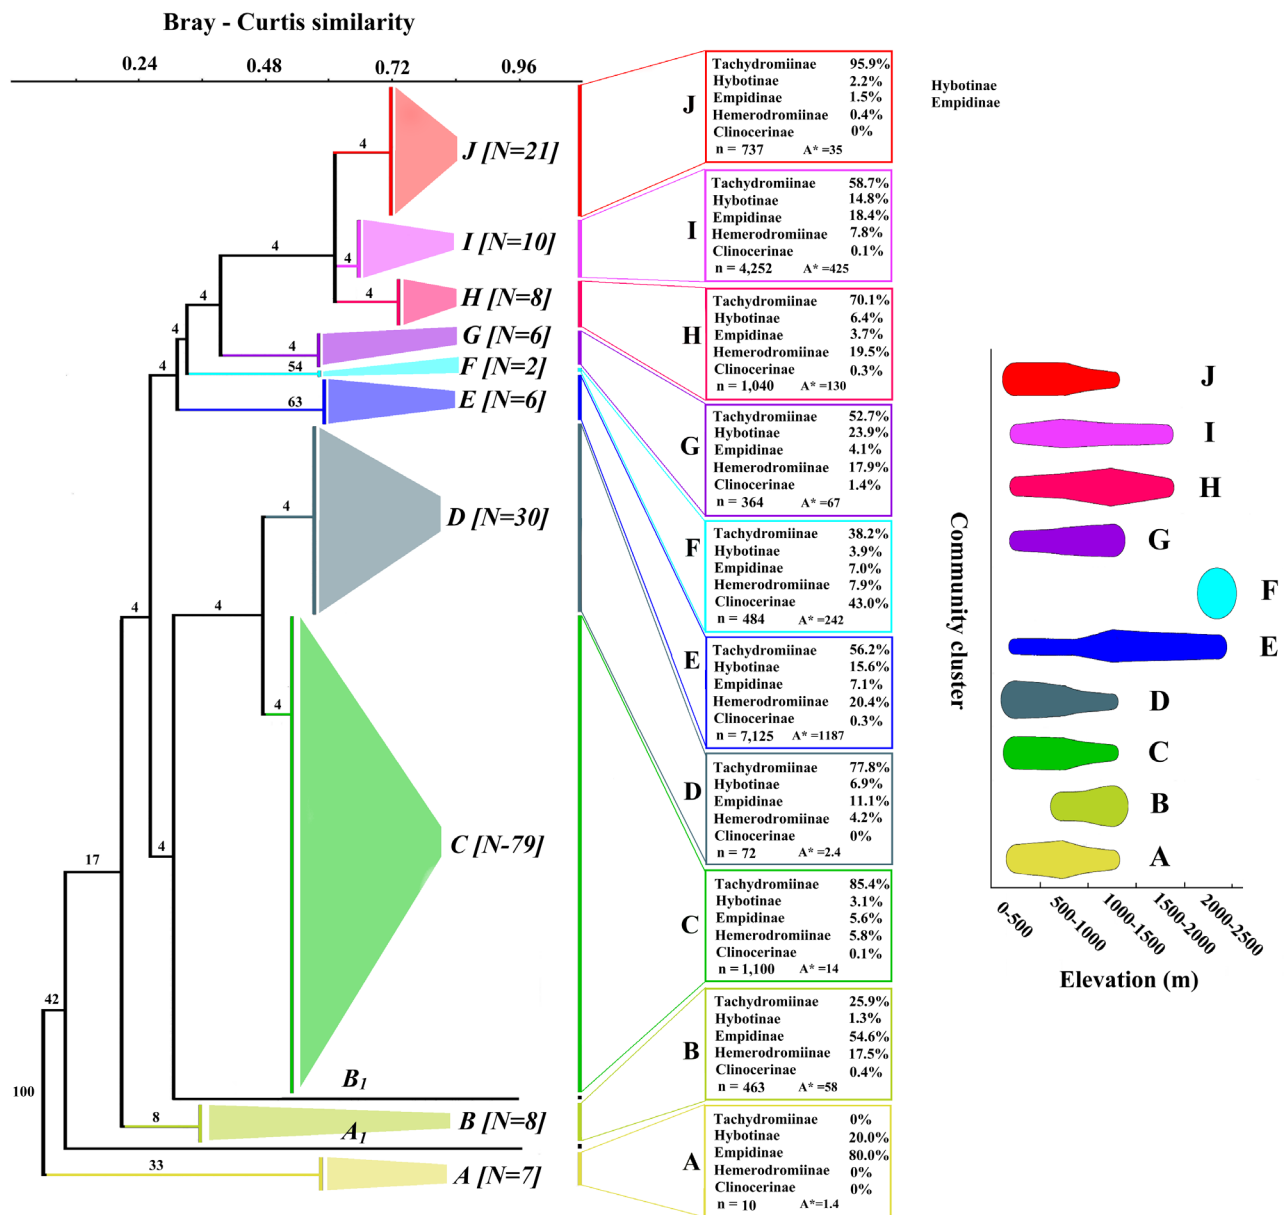 Bray - Curtis similarity
0.24 0.48 0.72 0.96
4
J [N=21]
4
I [N=10]
4
4
H [N=8]
4
4
G [N=6]
4
54
F [N=2]
4
63
E [N=6]
4
D [N=30]
4
4
4
C [N-79]
17
4
B1
42
100
8
B [N=8]
A1
33
A [N=7]
J
Tachydromiinae 95.9%
Hybotinae 2.2%
Empidinae 1.5%
Hemerodromiinae 0.4%
Clinocerinae 0%
n = 737 A* =35
I
Tachydromiinae 58.7%
Hybotinae 14.8%
Empidinae 18.4%
Hemerodromiinae 7.8%
Clinocerinae 0.1%
n = 4,252 A* =425
H
Tachydromiinae 70.1%
Hybotinae 6.4%
Empidinae 3.7%
Hemerodromiinae 19.5%
Clinocerinae 0.3%
n = 1,040 A* =130
G
Tachydromiinae 52.7%
Hybotinae 23.9%
Empidinae 4.1%
Hemerodromiinae 17.9%
Clinocerinae 1.4%
n = 364 A* =67
F
Tachydromiinae 38.2%
Hybotinae 3.9%
Empidinae 7.0%
Hemerodromiinae 7.9%
Clinocerinae 43.0%
n = 484 A* =242
E
Tachydromiinae 56.2%
Hybotinae 15.6%
Empidinae 7.1%
Hemerodromiinae 20.4%
Clinocerinae 0.3%
n = 7,125 A* =1187
D
Tachydromiinae 77.8%
Hybotinae 6.9%
Empidinae 11.1%
Hemerodromiinae 4.2%
Clinocerinae 0%
n = 72 A* =2.4
C
Tachydromiinae 85.4%
Hybotinae 3.1%
Empidinae 5.6%
Hemerodromiinae 5.8%
Clinocerinae 0.1%
n = 1,100 A* =14
B
Tachydromiinae 25.9%
Hybotinae 1.3%
Empidinae 54.6%
Hemerodromiinae 17.5%
Clinocerinae 0.4%
n = 463 A* =58
A
Tachydromiinae 0%
Hybotinae 20.0%
Empidinae 80.0%
Hemerodromiinae 0%
Clinocerinae 0%
n = 10 A*=1.4
Hybotinae
Empidinae
Community cluster
J
I
H
G
F
E
D
C
B
A
0-500 500-1000 1000-1500 1500-2000 2000-2500
Elevation (m)